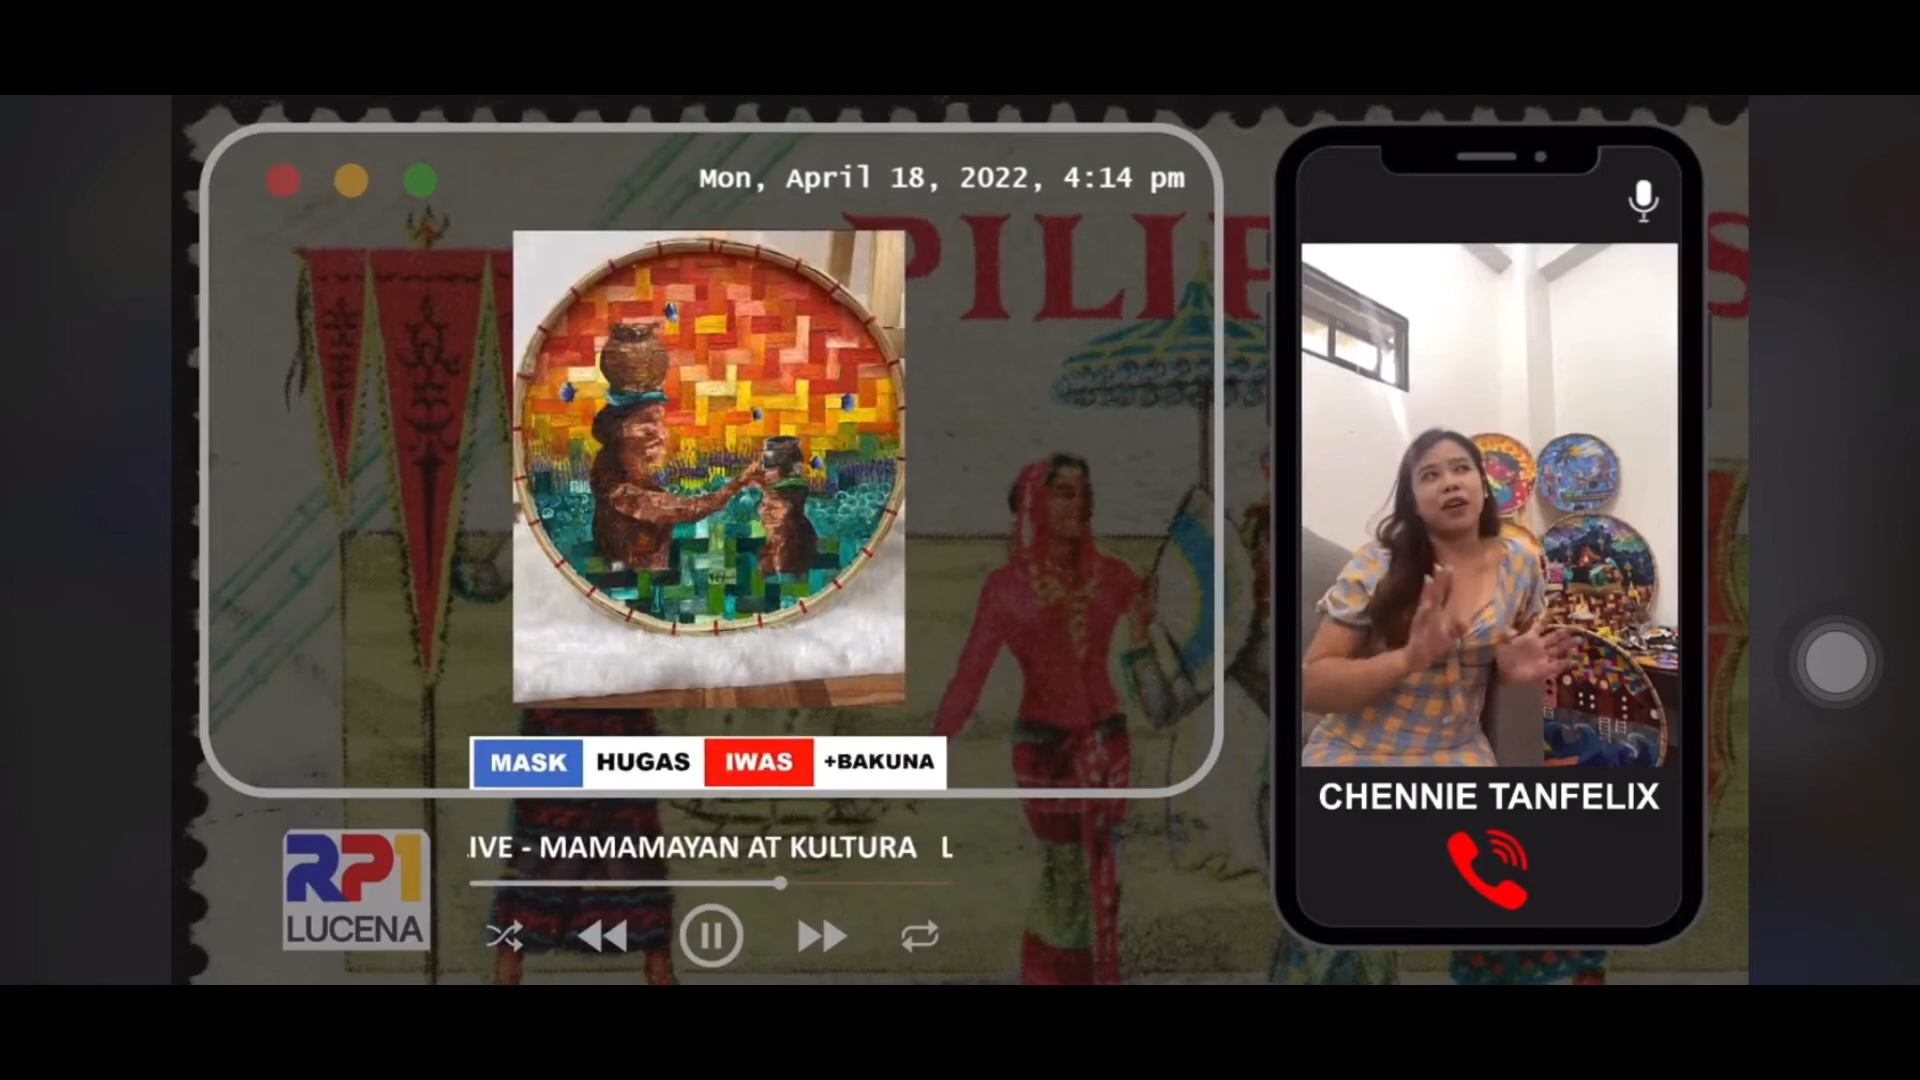 Mon, April 18, 2022, 4:14 pm
PILI
S
MASK HUGAS IWAS +BAKUNA
CHENNIE TANFELIX
IVE - MAMAMAYAN AT KULTURA L
RP1
LUCENA